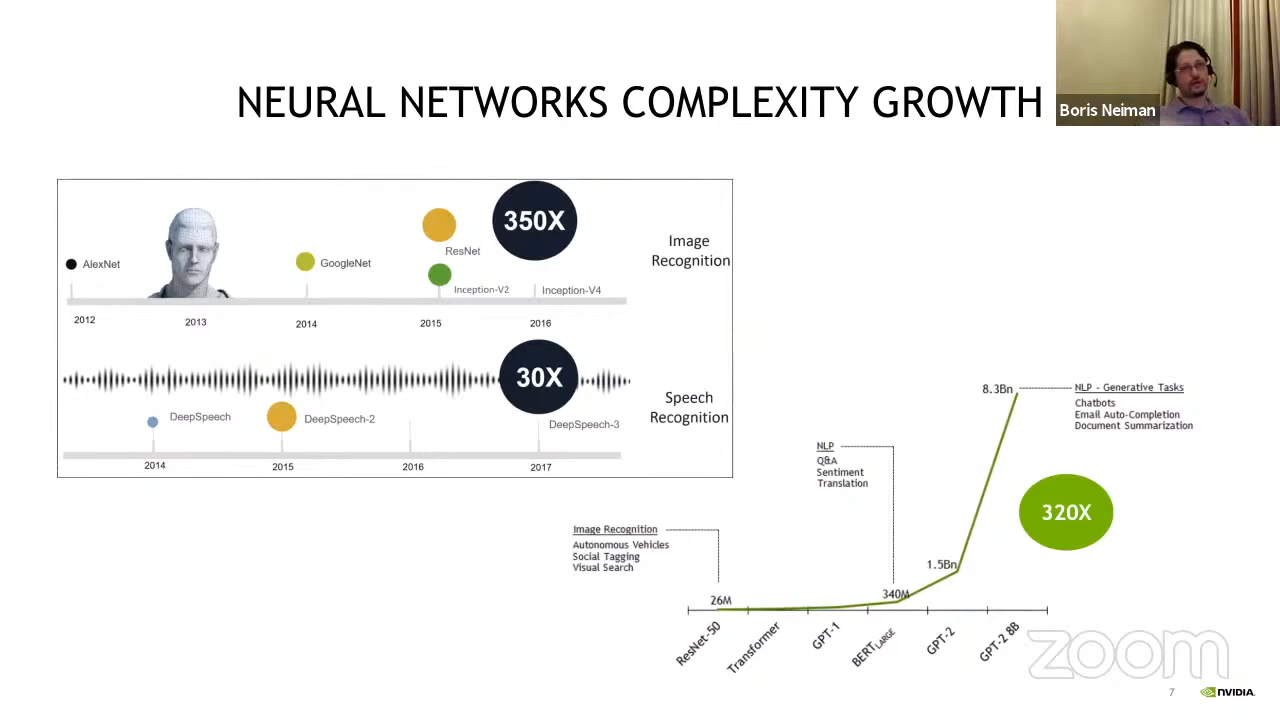 NEURAL NETWORKS COMPLEXITY GROWTH
Boris Neiman
350X
ResNet
AlexNet
GoogleNet
Inception-V2
Inception-V4
Image
Recognition
2012
2013
2014
2015
2016
30X
DeepSpeech
DeepSpeech-2
DeepSpeech-3
Speech
Recognition
2014
2015
2016
2017
8.3Bn
NLP - Generative Tasks
Chatbots
Email Auto-Completion
Document Summarization
NLP
Q&A
Sentiment
Translation
320X
Image Recognition
Autonomous Vehicles
Social Tagging
Visual Search
1.5Bn
340M
26M
ResNet-50
Transformer
GPT-1
BERTLARGE
GPT-2
GPT-2 8B
zoom
7
NVIDIA.